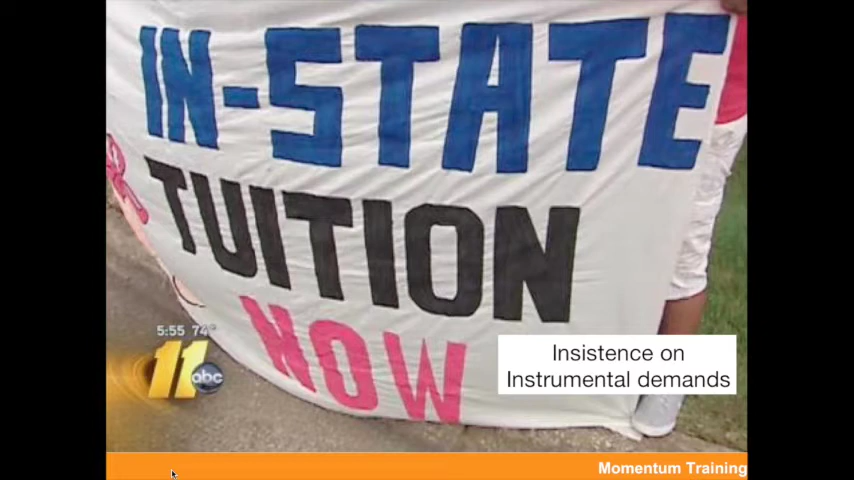 IN-STATE
TUITION
NOW
5:55 74°
11
abc
Insistence on
Instrumental demands
Momentum Training